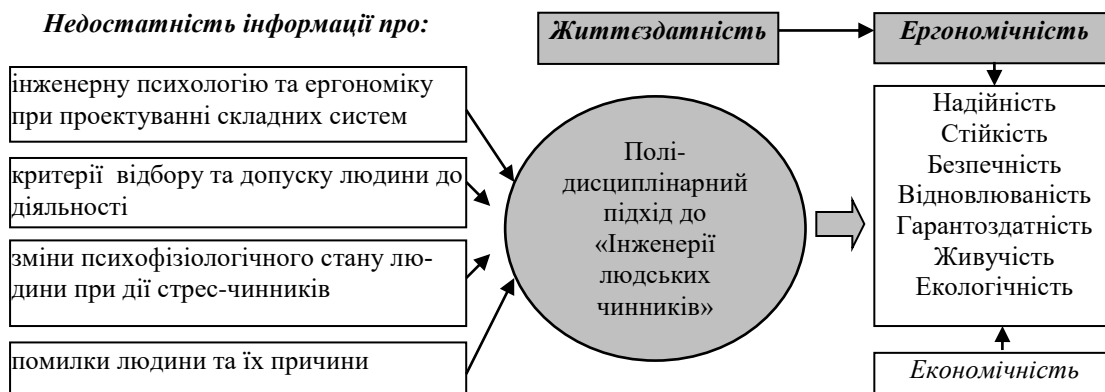 Недостатність інформації про:
інженерну психологію та ергономіку
при проектуванні складних систем
критерії відбору та допуску людини до
діяльності
зміни психофізіологічного стану лю-
дини при дії стрес-чинників
помилки людини та їх причини
Життєздатність
Полі-
дисциплінарний
підхід до
«Інженерії
людських
чинників»
Ергономічність
Надійність
Стійкість
Безпечність
Відновлюваність
Гарантоздатність
Живучість
Екологічність
Економічність